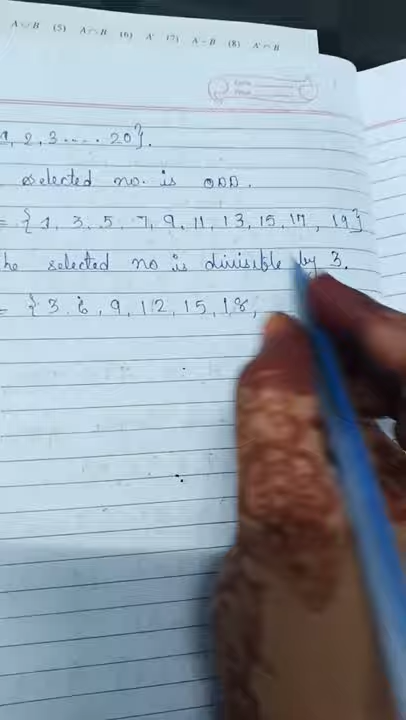 A∪B (5) A∩B (6) A' (7) A−B (8) A'∩B
1, 2, 3.... 20}.
selected no. is ODD.
= {1, 3, 5, 7, 9, 11, 13, 15, 17, 19}
he selected no is divisible by 3.
= {3, 6, 9, 12, 15, 18,